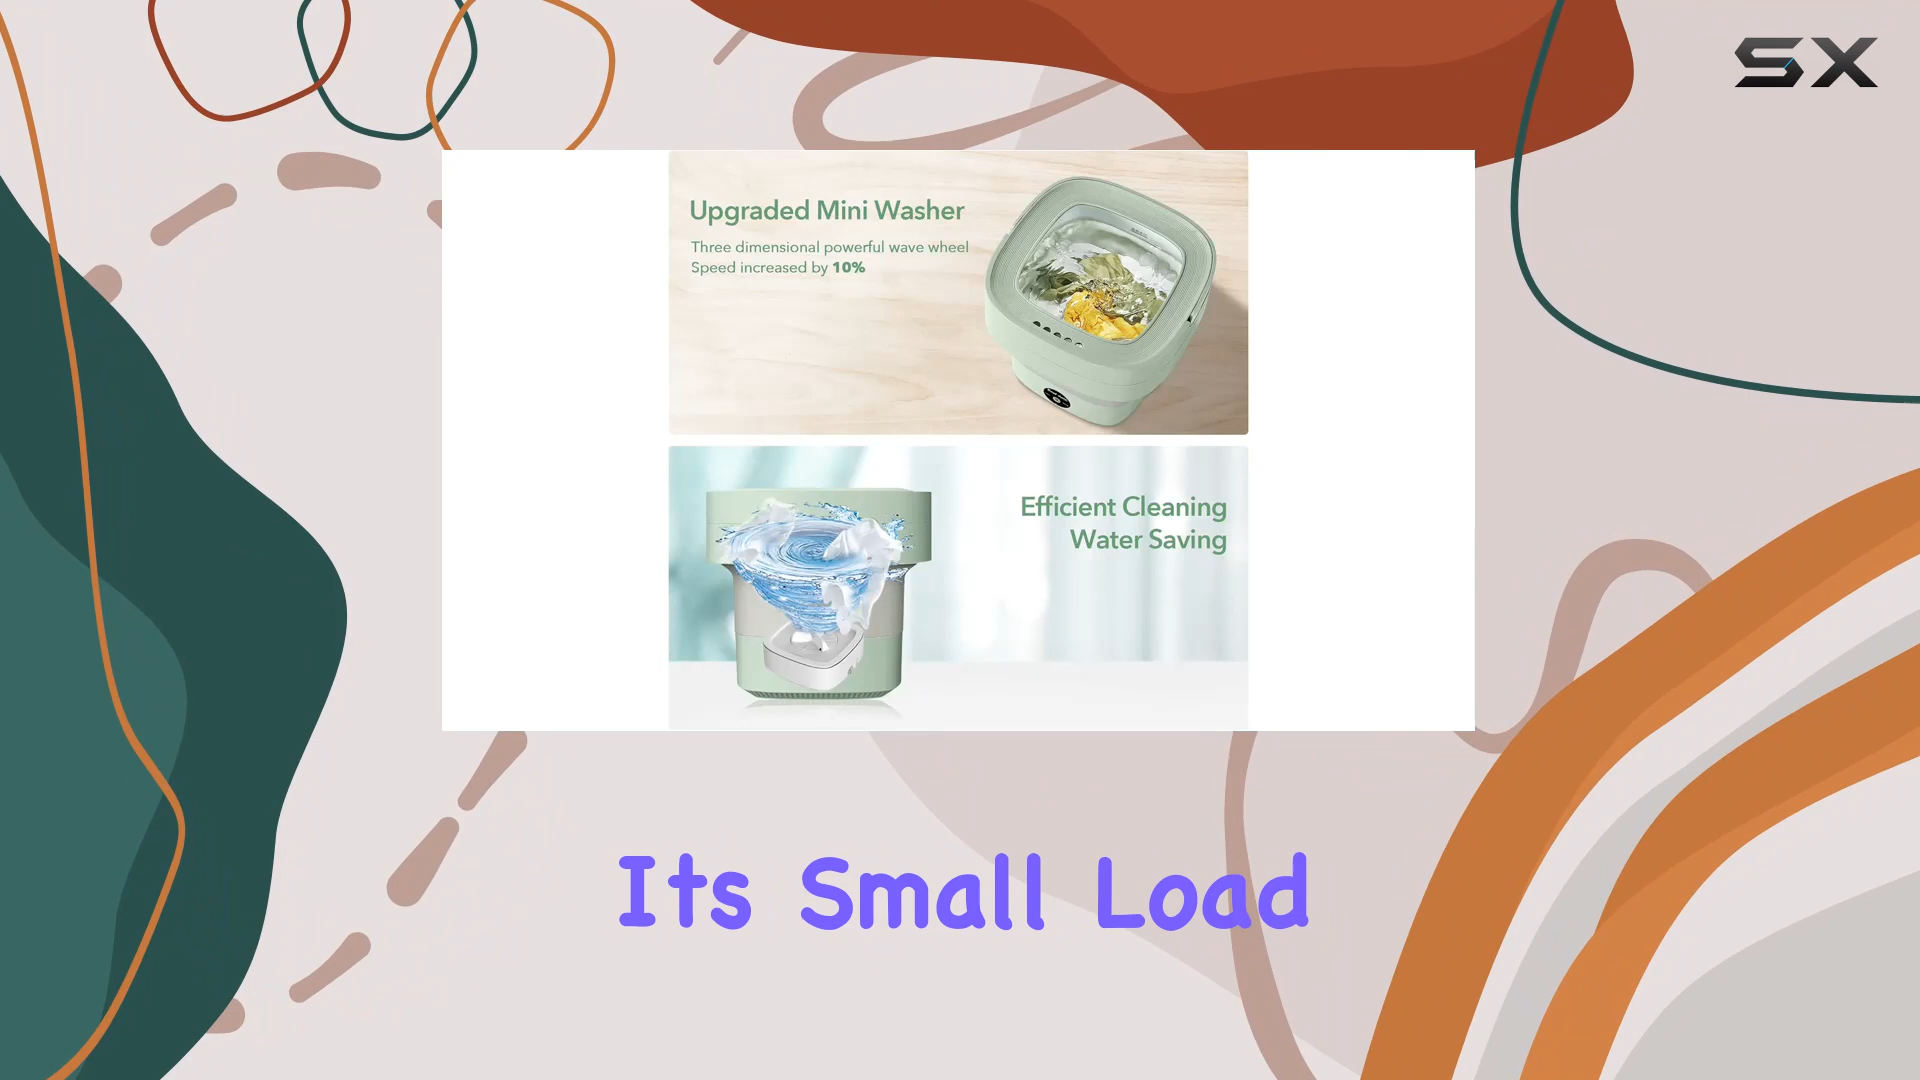 SX
Upgraded Mini Washer
Three dimensional powerful wave wheel
Speed increased by 10%
Efficient Cleaning
Water Saving
Its Small Load